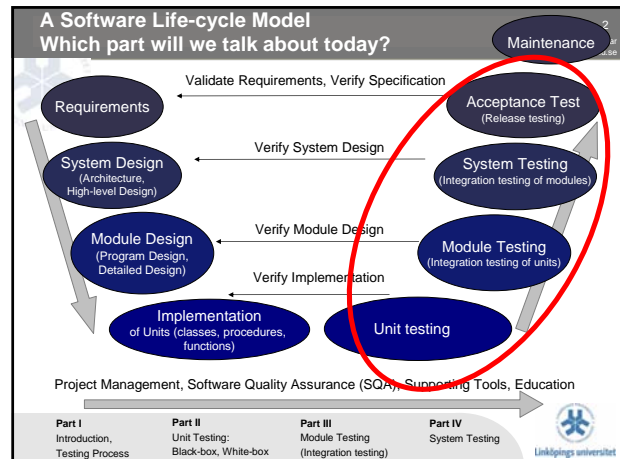 A Software Life-cycle Model
Which part will we talk about today?
2
Maintenance
Validate Requirements, Verify Specification
Requirements
Acceptance Test
(Release testing)
Verify System Design
System Design
(Architecture,
High-level Design)
System Testing
(Integration testing of modules)
Verify Module Design
Module Design
(Program Design,
Detailed Design)
Module Testing
(Integration testing of units)
Verify Implementation
Implementation
of Units (classes, procedures,
functions)
Unit testing
Project Management, Software Quality Assurance (SQA), Supporting Tools, Education
Part I
Introduction,
Testing Process
Part II
Unit Testing:
Black-box, White-box
Part III
Module Testing
(Integration testing)
Part IV
System Testing
Linköpings universitet